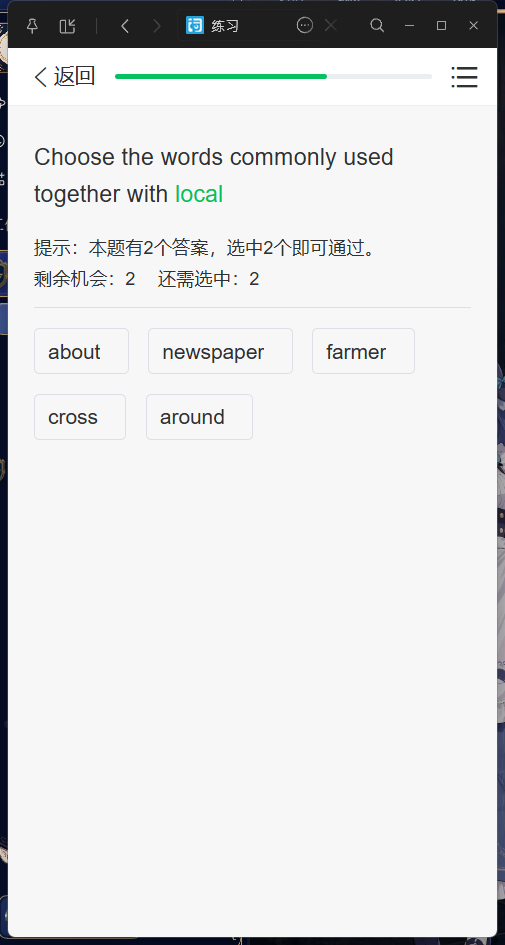 练习
返回
Choose the words commonly used
together with local
提示：本题有2个答案，选中2个即可通过。
剩余机会：2 还需选中：2
about newspaper farmer
cross around